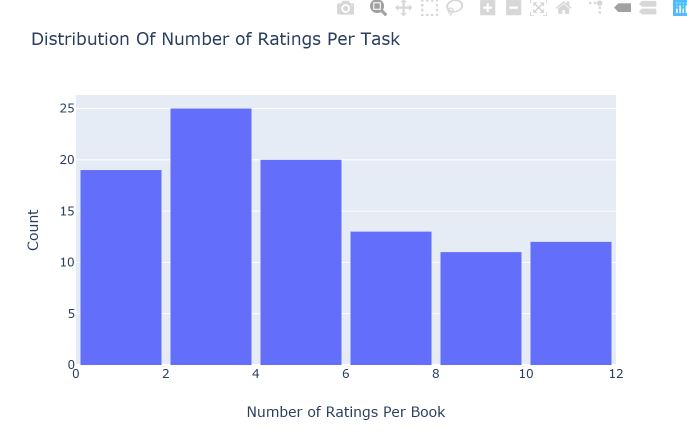 Distribution Of Number of Ratings Per Task
25
20
15
10
5
0
0 2 4 6 8 10 12
Count
Number of Ratings Per Book